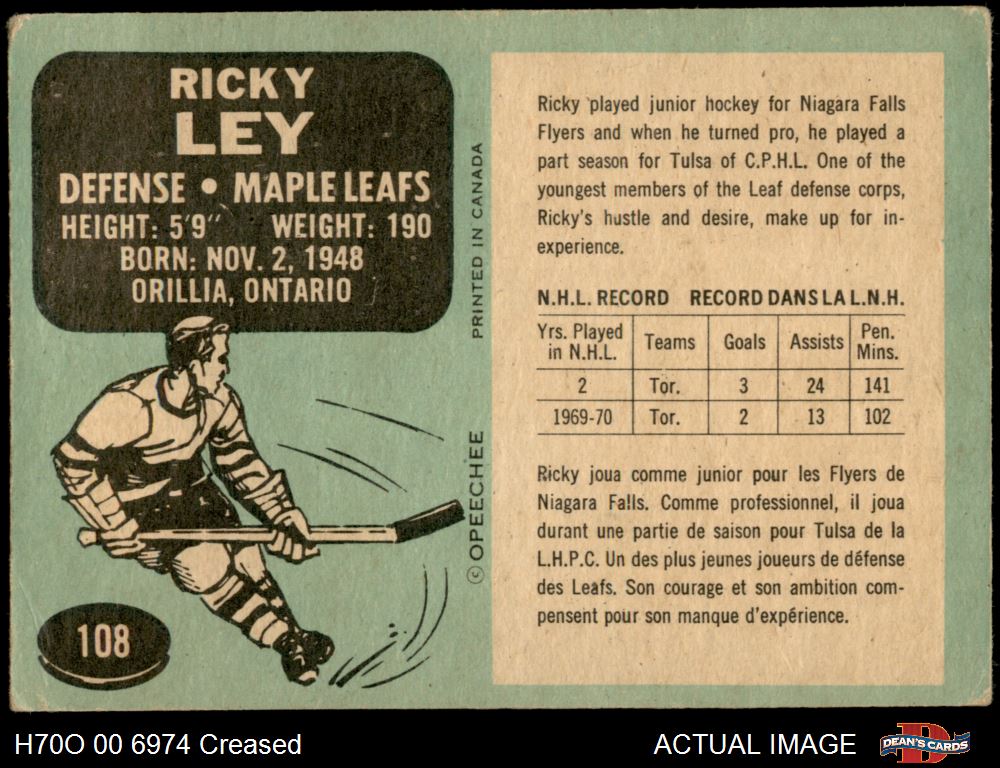 RICKY
LEY
DEFENSE • MAPLE LEAFS
HEIGHT: 5'9" WEIGHT: 190
BORN: NOV. 2, 1948
ORILLIA, ONTARIO
108
© OPEECHEE PRINTED IN CANADA
Ricky played junior hockey for Niagara Falls
Flyers and when he turned pro, he played a
part season for Tulsa of C.P.H.L. One of the
youngest members of the Leaf defense corps,
Ricky's hustle and desire, make up for in-
experience.
N.H.L. RECORD RECORD DANS LA L.N.H.
Yrs. Played in N.H.L. Teams Goals Assists Pen. Mins.
2 Tor. 3 24 141
1969-70 Tor. 2 13 102
Ricky joua comme junior pour les Flyers de
Niagara Falls. Comme professionnel, il joua
durant une partie de saison pour Tulsa de la
L.H.P.C. Un des plus jeunes joueurs de défense
des Leafs. Son courage et son ambition com-
pensent pour son manque d'expérience.
H70O 00 6974 Creased
ACTUAL IMAGE
DEAN'S CARDS